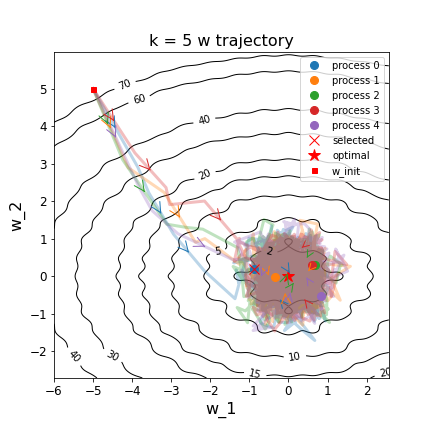 k = 5 w trajectory
process 0
process 1
process 2
process 3
process 4
selected
optimal
w_init
70
60
40
20
30
5
2
10
15
20
40
30
w_2
5
4
3
2
1
0
−1
−2
−6
−5
−4
−3
−2
−1
0
1
2
w_1